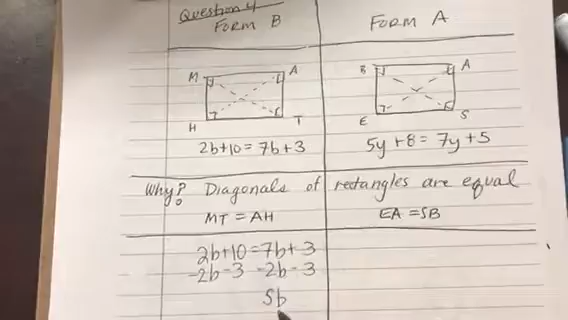 Question 4
FORM B
FORM A
M A
B A
H T
E S
2b+10=7b+3
5y+8=7y+5
Why? Diagonals of rectangles are equal
MT=AH
EA=SB
2b+10=7b+3
-2b-3 -2b-3
5b